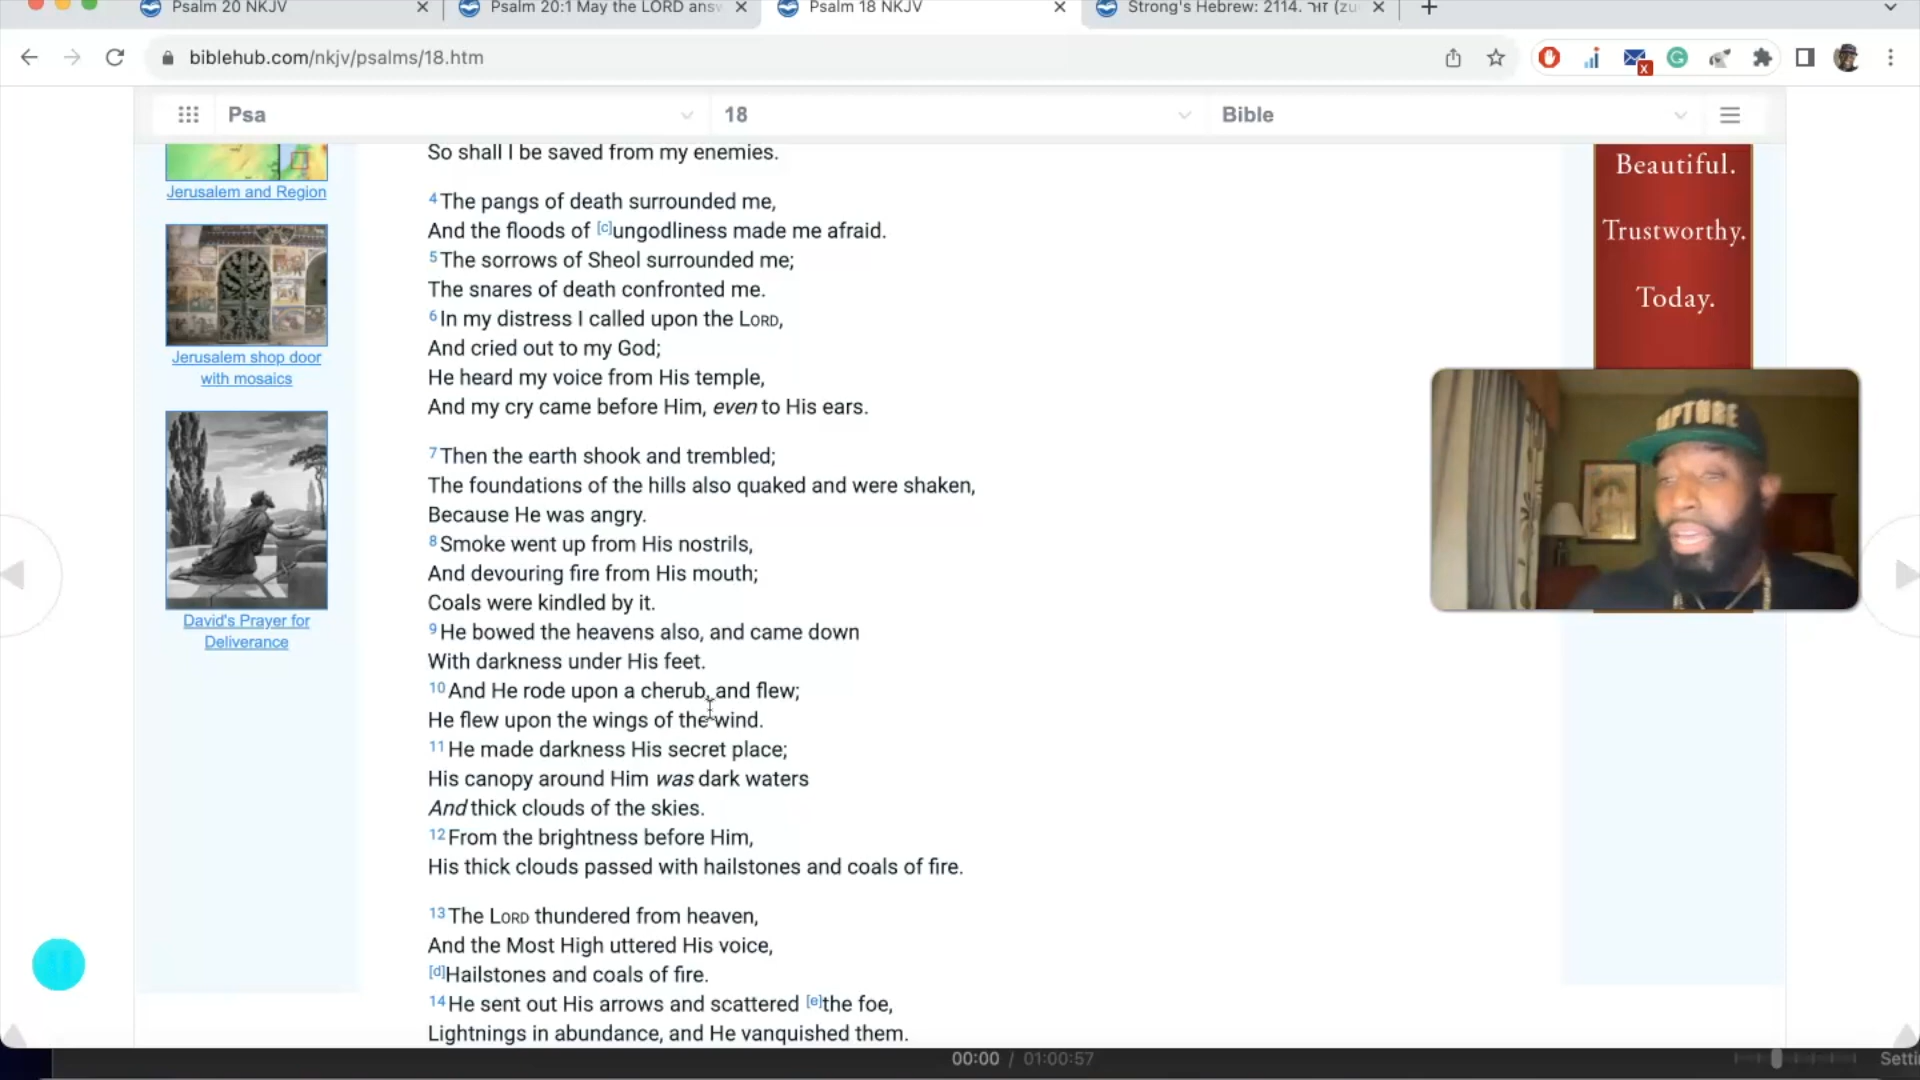 Psalm 20 NKJV
Psalm 20:1 May the LORD answ
Psalm 18 NKJV
Strong's Hebrew: 2114. זוּר (zu
biblehub.com/nkjv/psalms/18.htm
Psa
18
Bible
Jerusalem and Region
Jerusalem shop door
with mosaics
David's Prayer for
Deliverance
So shall I be saved from my enemies.
4 The pangs of death surrounded me,
And the floods of [c]ungodliness made me afraid.
5 The sorrows of Sheol surrounded me;
The snares of death confronted me.
6 In my distress I called upon the LORD,
And cried out to my God;
He heard my voice from His temple,
And my cry came before Him, even to His ears.
7 Then the earth shook and trembled;
The foundations of the hills also quaked and were shaken,
Because He was angry.
8 Smoke went up from His nostrils,
And devouring fire from His mouth;
Coals were kindled by it.
9 He bowed the heavens also, and came down
With darkness under His feet.
10 And He rode upon a cherub, and flew;
He flew upon the wings of the wind.
11 He made darkness His secret place;
His canopy around Him was dark waters
And thick clouds of the skies.
12 From the brightness before Him,
His thick clouds passed with hailstones and coals of fire.
13 The LORD thundered from heaven,
And the Most High uttered His voice,
[d]Hailstones and coals of fire.
14 He sent out His arrows and scattered [e]the foe,
Lightnings in abundance, and He vanquished them.
Beautiful.
Trustworthy.
Today.
RAPTURE
00:00 / 01:00:57
Setti